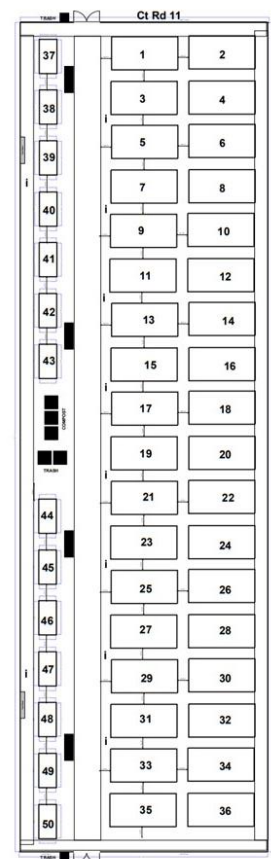 TRASH
Ct Rd 11
37
1 2
38
3 4
i
39
5 6
i
40
7 8
i
9 10
41
11 12
i
42
13 14
43
15 16
i
17 18
COMPOST
19 20
TRASH
i
44
21 22
45
23 24
i
25 26
46
27 28
i
47
29 30
i
48
31 32
i
49
33 34
50
35 36
TRASH